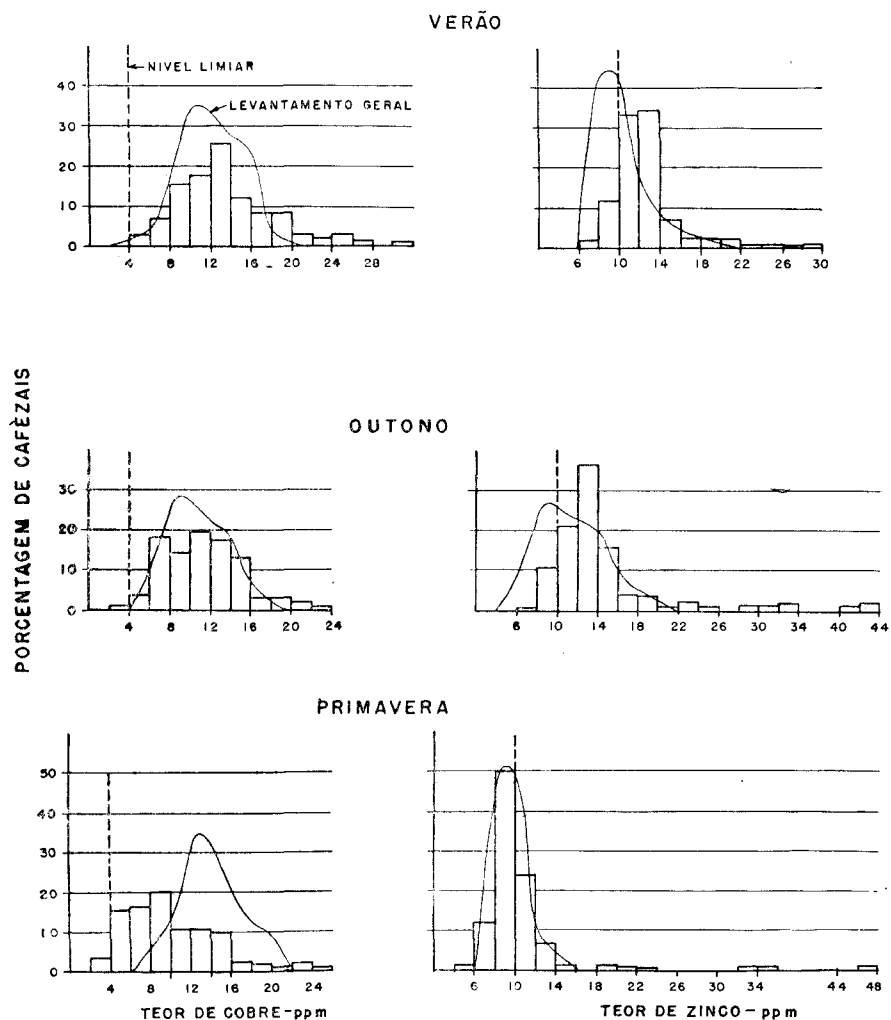 VERÃO
NIVEL LIMIAR
LEVANTAMENTO GERAL
40
30
20
10
0
4 8 12 16 20 24 28
6 10 14 18 22 26 30
PORCENTAGEM DE CAFÈZAIS
OUTONO
30
20
10
0
4 8 12 16 20 24
6 10 14 18 22 26 30 34 40 44
PRIMAVERA
50
40
30
20
10
0
4 8 12 16 20 24
6 10 14 18 22 36 44 48
TEOR DE COBRE-ppm
TEOR DE ZINCO-ppm